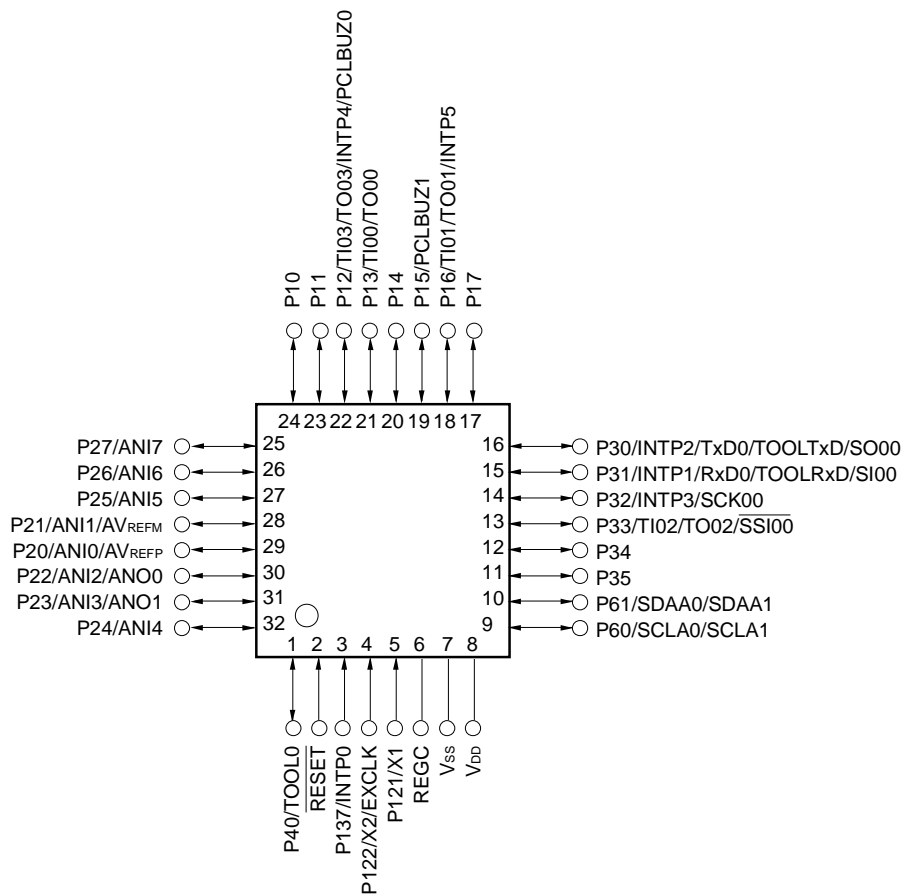 P10
P11
P12/TI03/TO03/INTP4/PCLBUZ0
P13/TI00/TO00
P14
P15/PCLBUZ1
P16/TI01/TO01/INTP5
P17
24 23 22 21 20 19 18 17
P27/ANI7 25
P26/ANI6 26
P25/ANI5 27
P21/ANI1/AVREFM 28
P20/ANI0/AVREFP 29
P22/ANI2/ANO0 30
P23/ANI3/ANO1 31
P24/ANI4 32
16 P30/INTP2/TxD0/TOOLTxD/SO00
15 P31/INTP1/RxD0/TOOLRxD/SI00
14 P32/INTP3/SCK00
13 P33/TI02/TO02/SSI00
12 P34
11 P35
10 P61/SDAA0/SDAA1
9 P60/SCLA0/SCLA1
1 2 3 4 5 6 7 8
P40/TOOL0
RESET
P137/INTP0
P122/X2/EXCLK
P121/X1
REGC
VSS
VDD